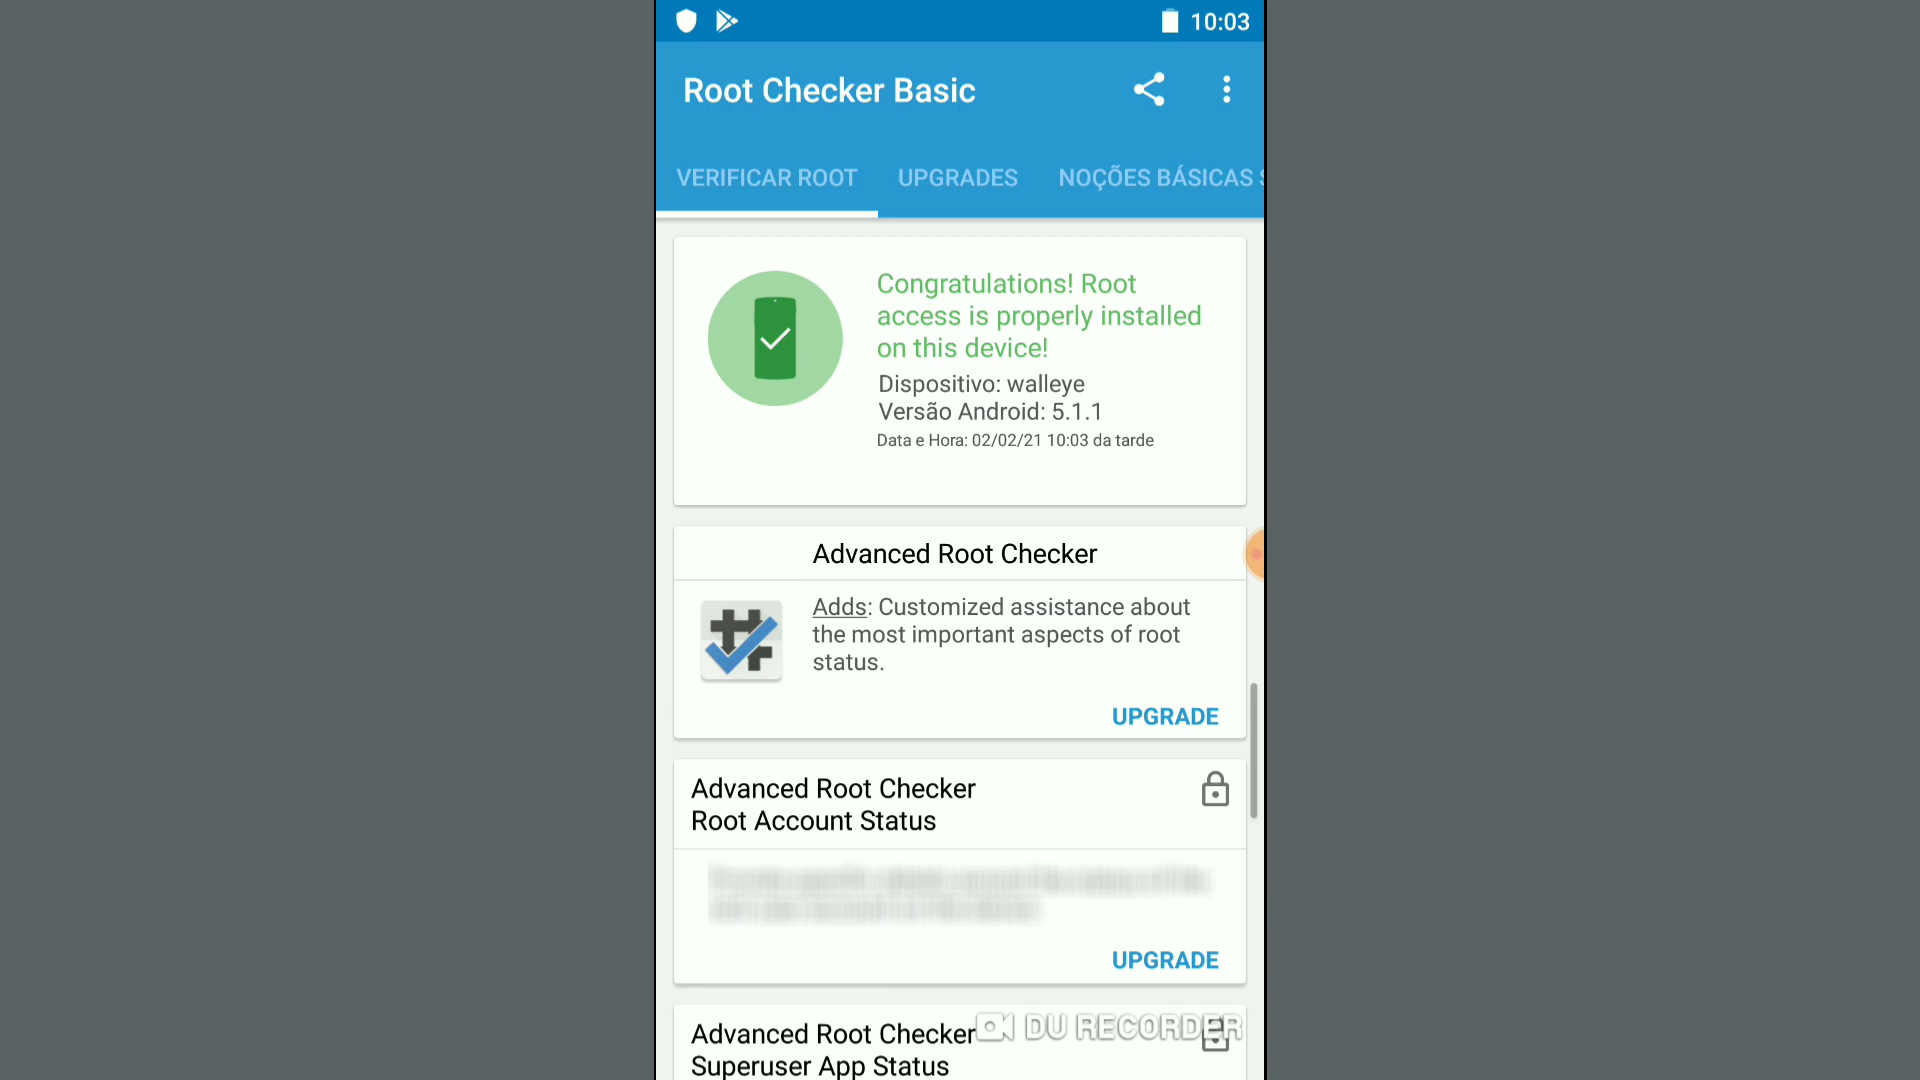 10:03
Root Checker Basic
VERIFICAR ROOT UPGRADES NOÇÕES BÁSICAS
Congratulations! Root
access is properly installed
on this device!
Dispositivo: walleye
Versão Android: 5.1.1
Data e Hora: 02/02/21 10:03 da tarde
Advanced Root Checker
Adds: Customized assistance about
the most important aspects of root
status.
UPGRADE
Advanced Root Checker
Root Account Status
UPGRADE
Advanced Root Checker
DU RECORDER
Superuser App Status